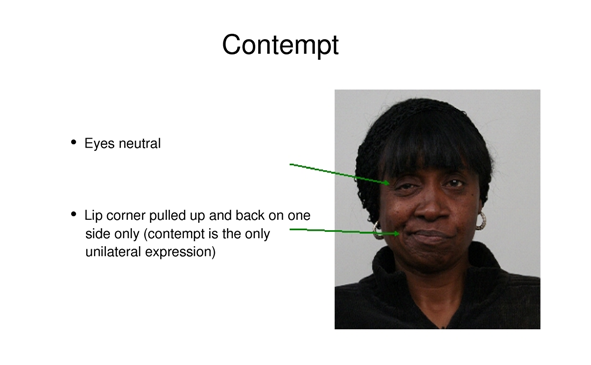 Contempt
• Eyes neutral
• Lip corner pulled up and back on one
side only (contempt is the only
unilateral expression)